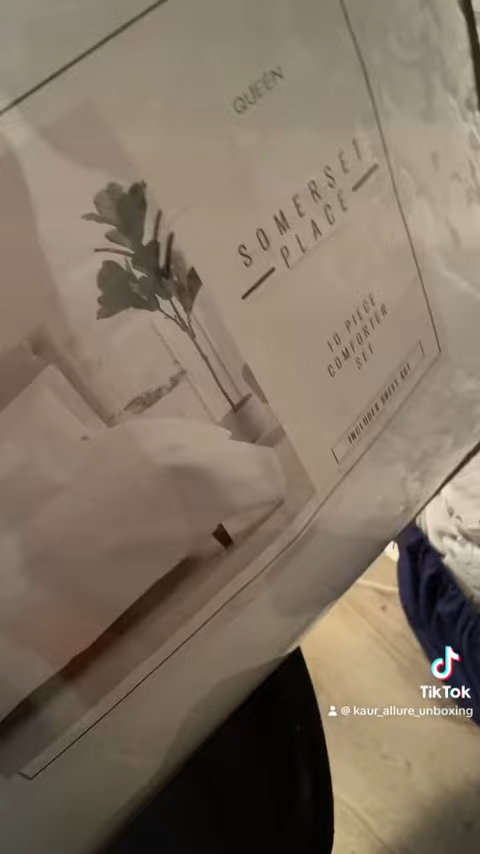 QUEEN
SOMERSET
PLACE
10 PIECE
COMFORTER
SET
INCLUDES SHEET SET
TikTok
@ kaur_allure_unboxing